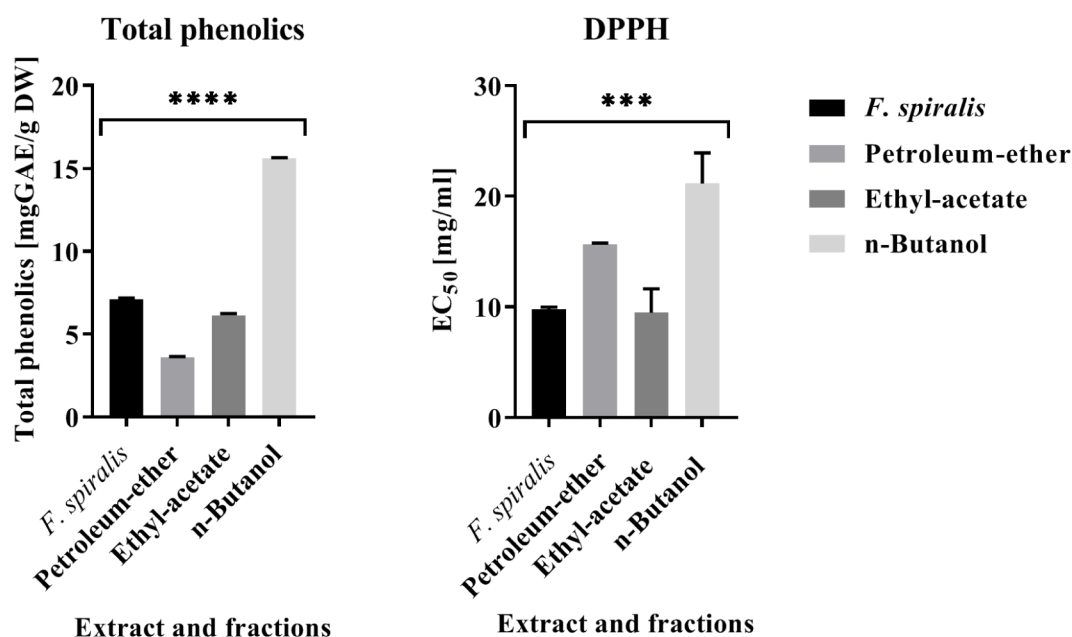 Total phenolics
Total phenolics [mgGAE/g DW]
20
15
10
5
0
****
F. spiralis
Petroleum-ether
Ethyl-acetate
n-Butanol
Extract and fractions
DPPH
EC50 [mg/ml]
30
20
10
0
***
F. spiralis
Petroleum-ether
Ethyl-acetate
n-Butanol
Extract and fractions
F. spiralis
Petroleum-ether
Ethyl-acetate
n-Butanol